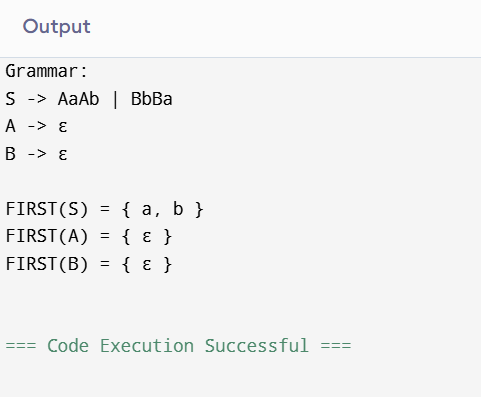 Output
Grammar:
S -> AaAb | BbBa
A -> ε
B -> ε
FIRST(S) = { a, b }
FIRST(A) = { ε }
FIRST(B) = { ε }
=== Code Execution Successful ===